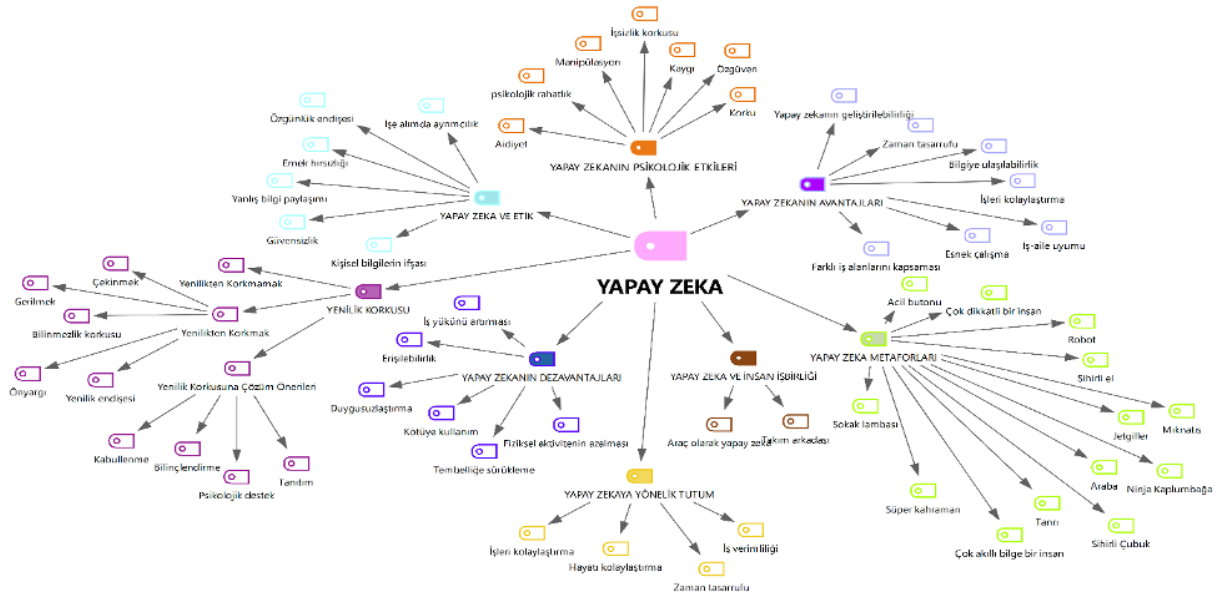 İşsizlik korkusu
Manipülasyon
Kaygı
Özgüven
psikolojik rahatlık
Korku
Aidiyet
YAPAY ZEKANIN PSİKOLOJİK ETKİLERİ
Özgünlük endişesi
İşe alımda ayrımcılık
Emek hırsızlığı
Yanlış bilgi paylaşımı
Güvensizlik
Kişisel bilgilerin ifşası
YAPAY ZEKA VE ETİK
Yapay zekanın geliştirilebilirliği
Zaman tasarrufu
Bilgiye ulaşılabilirlik
İşleri kolaylaştırma
YAPAY ZEKANIN AVANTAJLARI
İş-aile uyumu
Esnek çalışma
Farklı iş alanlarını kapsaması
YAPAY ZEKA
Çekinmek
Yenilikten Korkmamak
Gerilmek
YENİLİK KORKUSU
Bilinmezlik korkusu
Yenilikten Korkmak
Önyargı
Yenilik endişesi
Yenilik Korkusuna Çözüm Önerileri
Kabullenme
Bilinçlendirme
Psikolojik destek
Tanıtım
İş yükünü artırması
Erişilebilirlik
YAPAY ZEKANIN DEZAVANTAJLARI
Duygusuzlaştırma
Kötüye kullanım
Fiziksel aktivitenin azalması
Tembelliğe sürükleme
YAPAY ZEKA VE İNSAN İŞBİRLİĞİ
Araç olarak yapay zeka
Takım arkadaşı
YAPAY ZEKAYA YÖNELİK TUTUM
İşleri kolaylaştırma
Hayatı kolaylaştırma
Zaman tasarrufu
İş verimliliği
Acil butonu
Çok dikkatli bir insan
Robot
YAPAY ZEKA METAFORLARI
Sihirli el
Sokak lambası
Jetgiller
Mıknatıs
Araba
Ninja Kaplumbağa
Süper kahraman
Tanrı
Sihirli Çubuk
Çok akıllı bilge bir insan